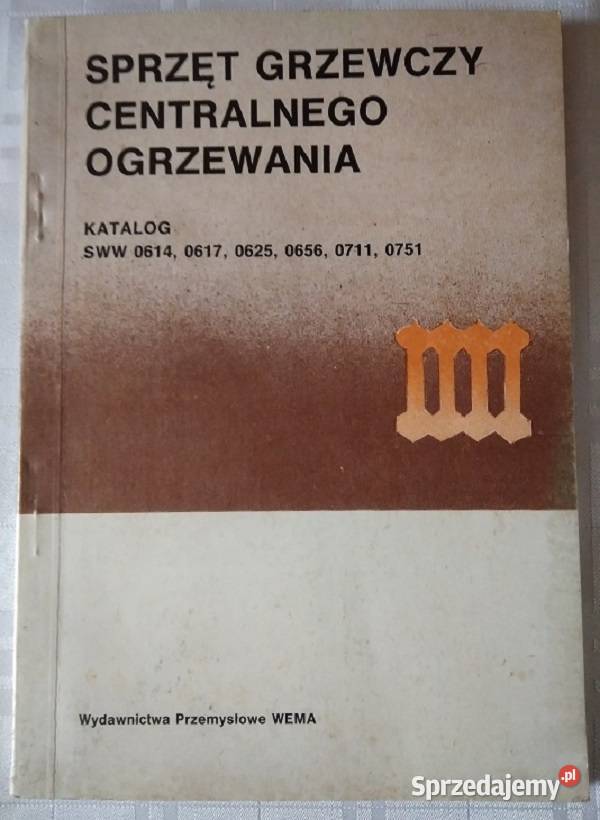 SPRZĘT GRZEWCZY
CENTRALNEGO
OGRZEWANIA
KATALOG
SWW 0614, 0617, 0625, 0656, 0711, 0751
Wydawnictwa Przemysłowe WEMA
Sprzedajemy.pl